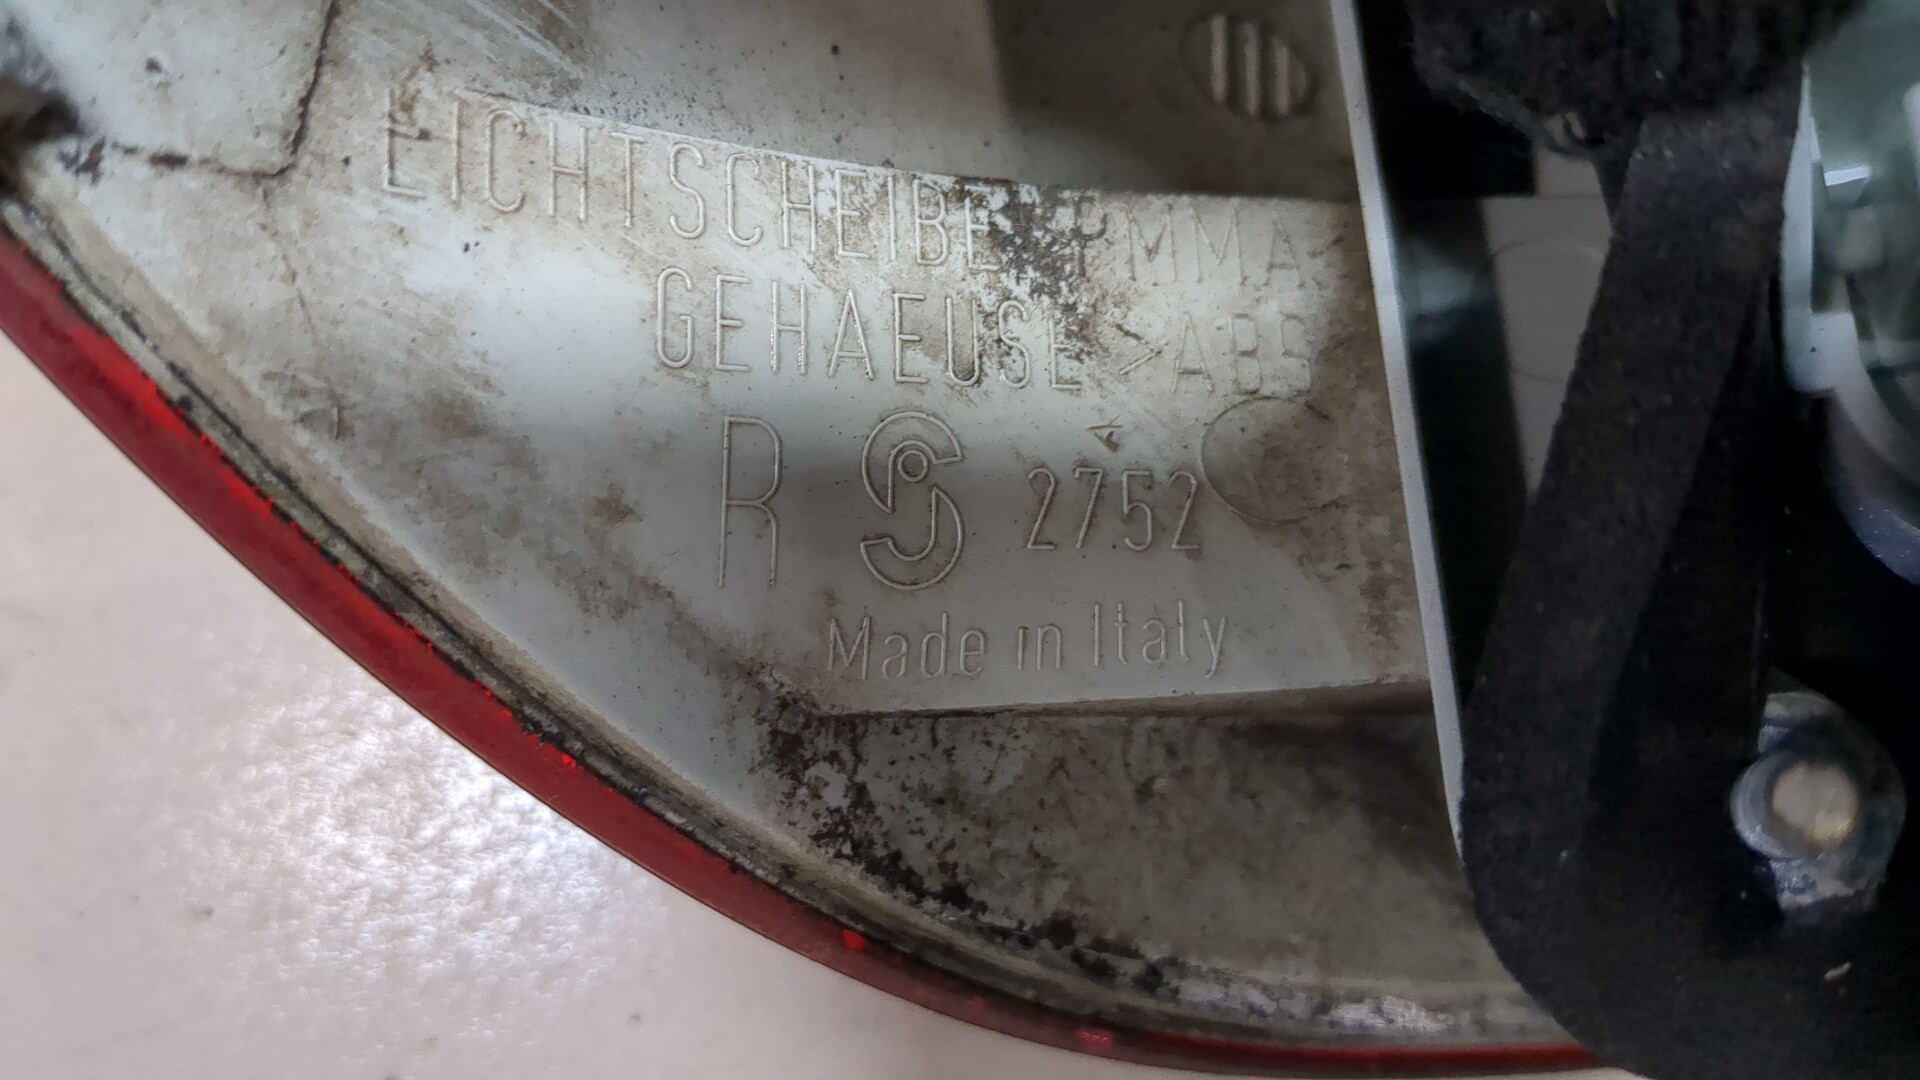 LICHTSCHEIBE PMMA
GEHAEUSE >ABS
R 2752
Made in Italy